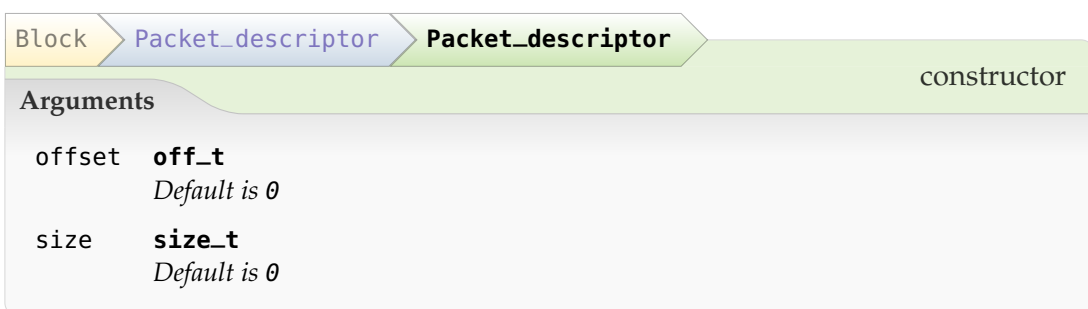 Block Packet_descriptor Packet_descriptor
constructor
Arguments
offset off_t
Default is 0
size size_t
Default is 0